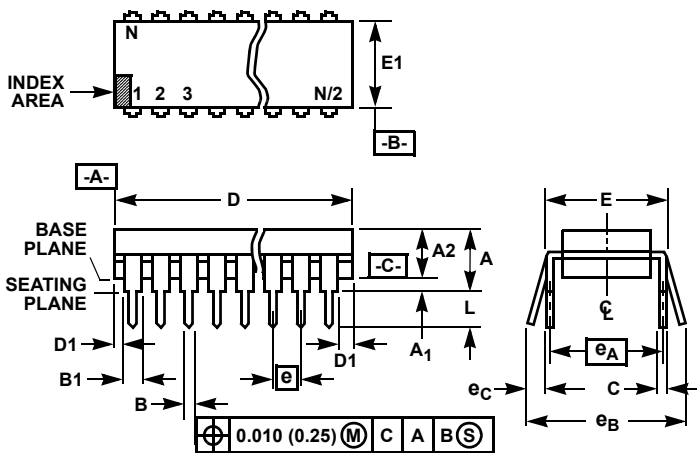 N
E1
INDEX
AREA
1 2 3 N/2
-B-
-A-
D
E
BASE
PLANE
A2
A
-C-
SEATING
PLANE
L
C̲L
D1
A1
D1
eA
B1
e
eC
C
B
eB
⌖ 0.010 (0.25) Ⓜ C A B Ⓢ